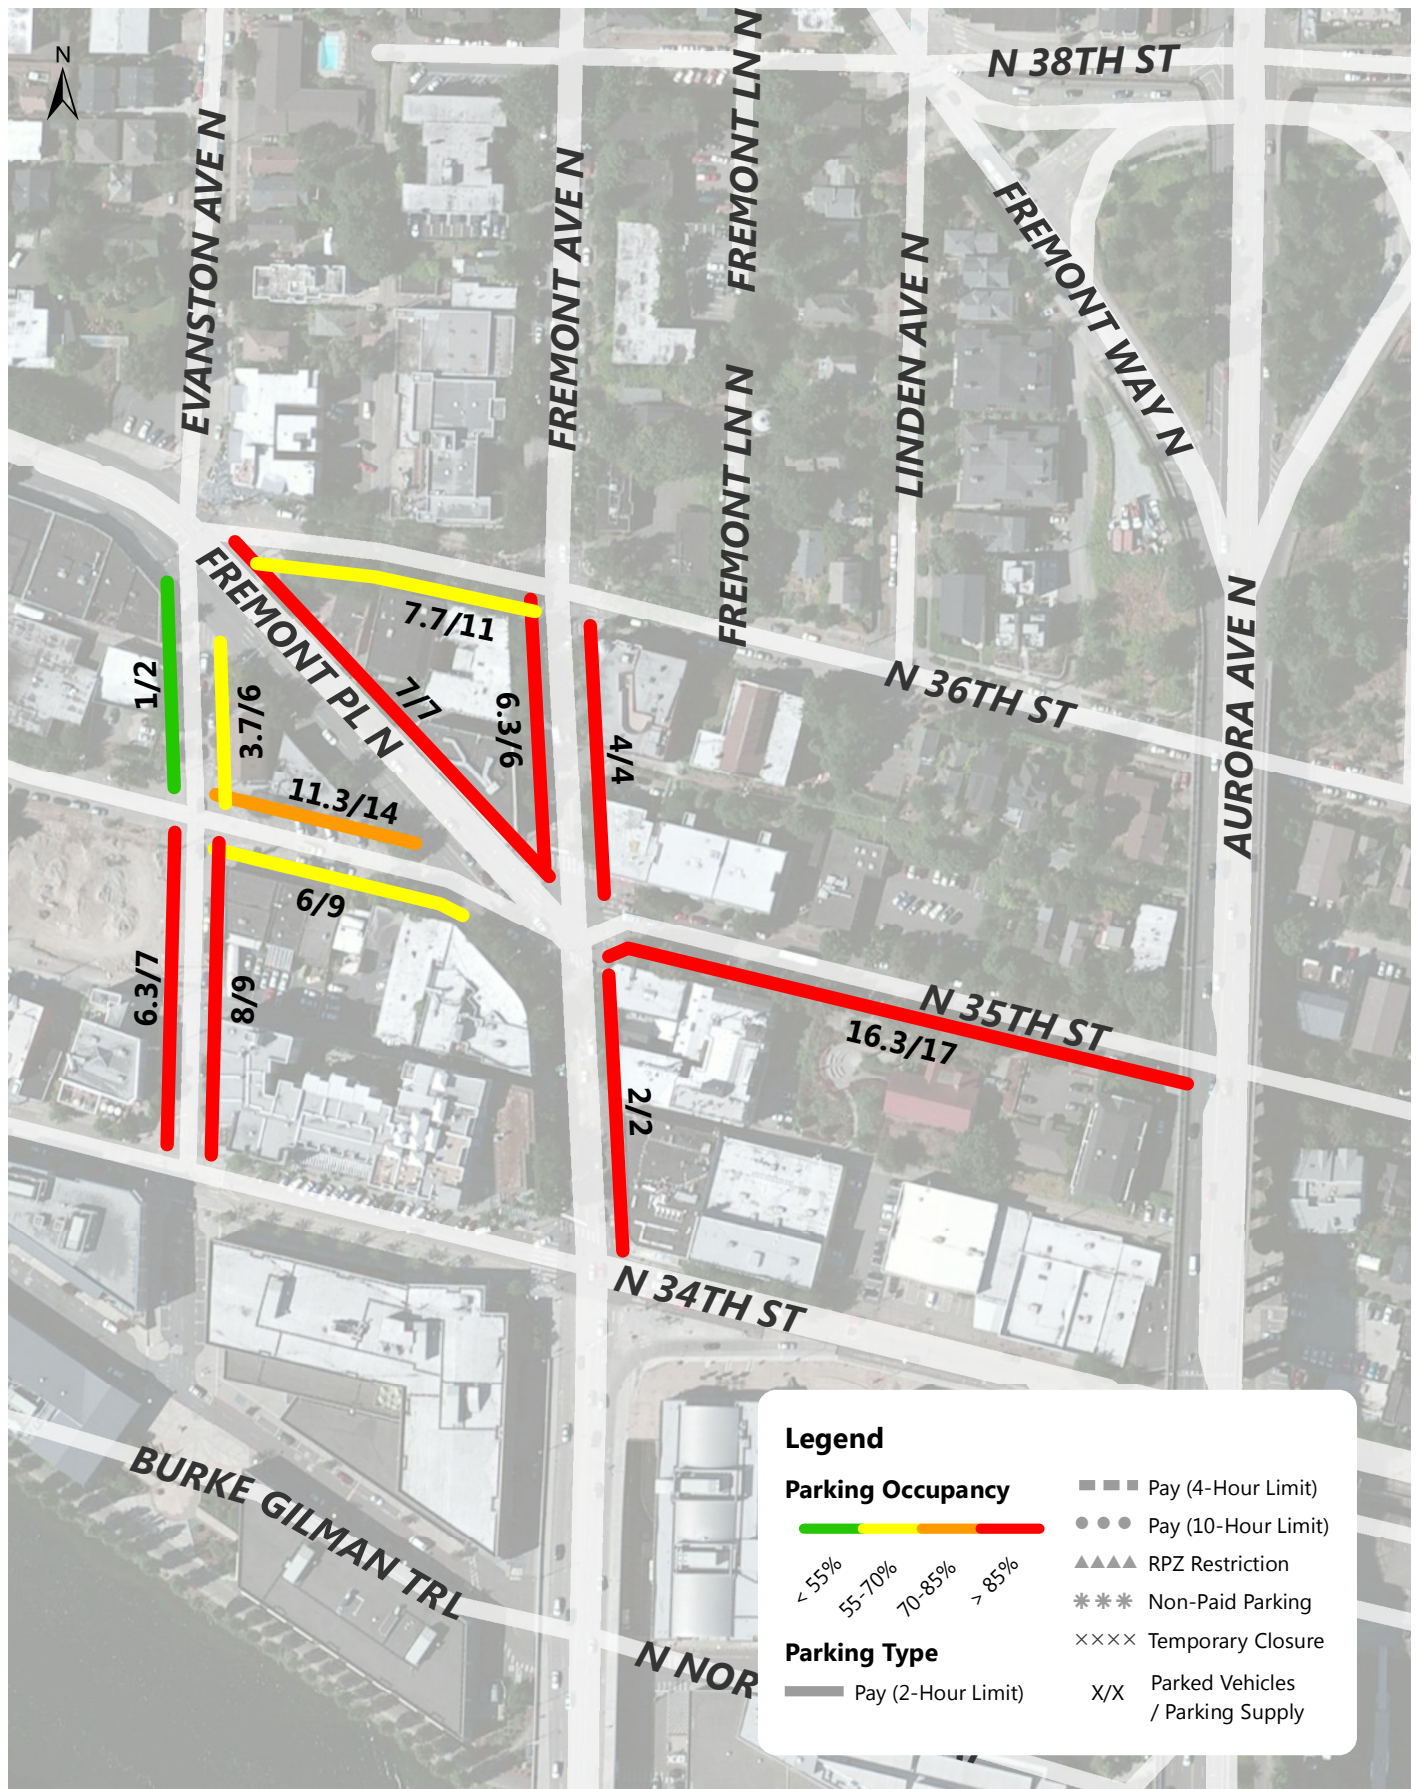 N
N 38TH ST
FREMONT LN N
EVANSTON AVE N
FREMONT AVE N
FREMONT WAY N
LINDEN AVE N
FREMONT LN N
FREMONT PL N
7.7/11
AURORA AVE N
N 36TH ST
1/2
3.7/6
7/7
6.3/6
4/4
11.3/14
6/9
6.3/7
8/9
N 35TH ST
16.3/17
2/2
N 34TH ST
BURKE GILMAN TRL
N NOR
Legend
Parking Occupancy
< 55%
55-70%
70-85%
> 85%
Parking Type
Pay (2-Hour Limit)
Pay (4-Hour Limit)
Pay (10-Hour Limit)
RPZ Restriction
Non-Paid Parking
Temporary Closure
X/X Parked Vehicles
/ Parking Supply